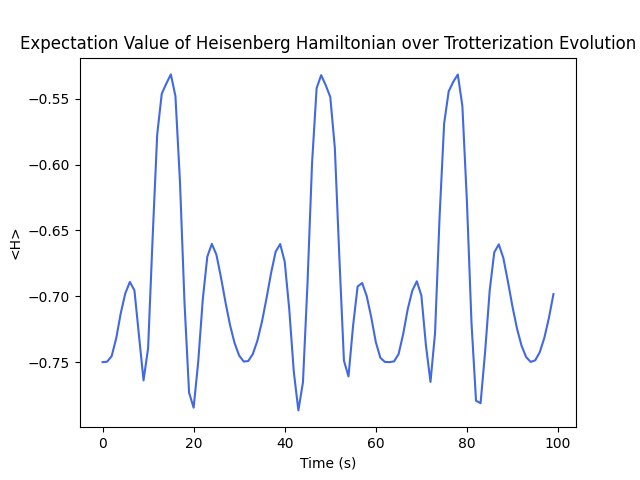 Expectation Value of Heisenberg Hamiltonian over Trotterization Evolution
−0.55
−0.60
−0.65
−0.70
−0.75
<H>
0 20 40 60 80 100
Time (s)